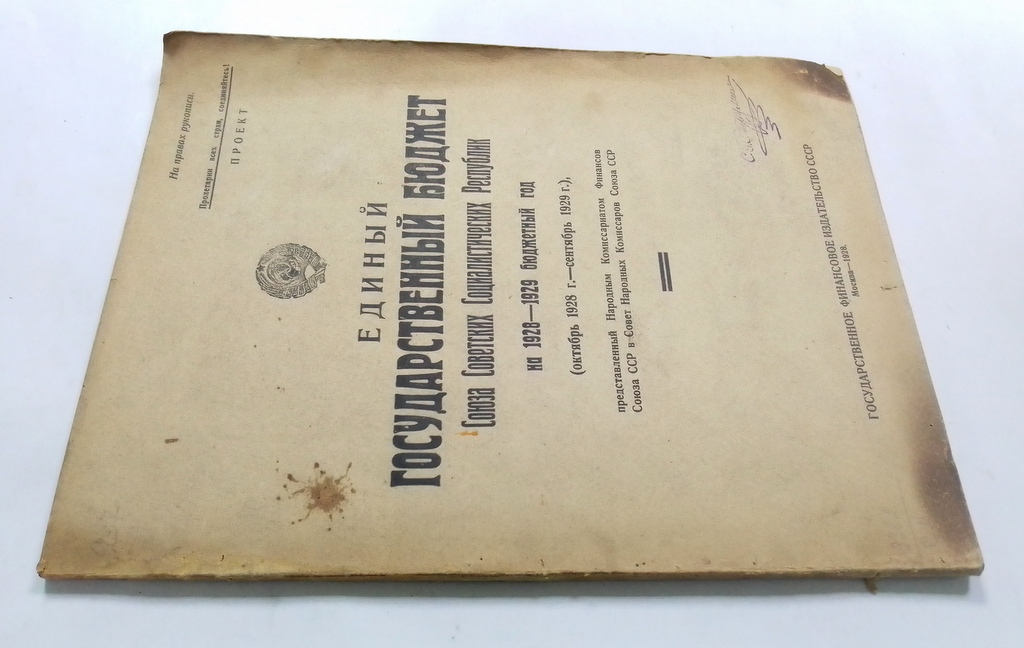 На правах рукописи.
Пролетарии всех стран, соединяйтесь!
ПРОЕКТ
ЕДИНЫЙ
ГОСУДАРСТВЕННЫЙ БЮДЖЕТ
Союза Советских Социалистических Республик
на 1928—1929 бюджетный год
(октябрь 1928 г.—сентябрь 1929 г.),
представленный Народным Комиссариатом Финансов
Союза ССР в Совет Народных Комиссаров Союза ССР
ГОСУДАРСТВЕННОЕ ФИНАНСОВОЕ ИЗДАТЕЛЬСТВО СССР
Москва—1928.